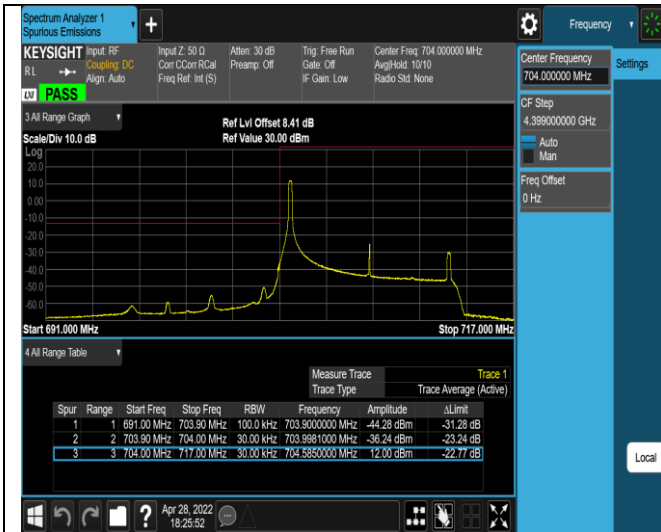 Spectrum Analyzer 1
Spurious Emissions
Frequency
KEYSIGHT
RL
Input: RF
Coupling: DC
Align: Auto
Input Z: 50 Ω
Corr CCorr RCal
Freq Ref: Int (S)
Atten: 30 dB
Preamp: Off
Trig: Free Run
Gate: Off
IF Gain: Low
Center Freq: 704.000000 MHz
Avg|Hold: 10/10
Radio Std: None
LXI PASS
Center Frequency
704.000000 MHz
Settings
CF Step
4.399000000 GHz
Auto
Man
Freq Offset
0 Hz
3 All Range Graph
Scale/Div 10.0 dB
Ref Lvl Offset 8.41 dB
Ref Value 30.00 dBm
Log
20.0
10.0
0.00
-10.0
-20.0
-30.0
-40.0
-50.0
-60.0
Start 691.000 MHz
Stop 717.000 MHz
4 All Range Table
Measure Trace Trace 1
Trace Type Trace Average (Active)
Spur Range Start Freq Stop Freq RBW Frequency Amplitude ΔLimit
1 1 691.00 MHz 703.90 MHz 100.0 kHz 703.9000000 MHz -44.28 dBm -31.28 dB
2 2 703.90 MHz 704.00 MHz 30.00 kHz 703.9981000 MHz -36.24 dBm -23.24 dB
3 3 704.00 MHz 717.00 MHz 30.00 kHz 704.5850000 MHz 12.00 dBm -22.77 dB
Local
Apr 28, 2022
18:25:52